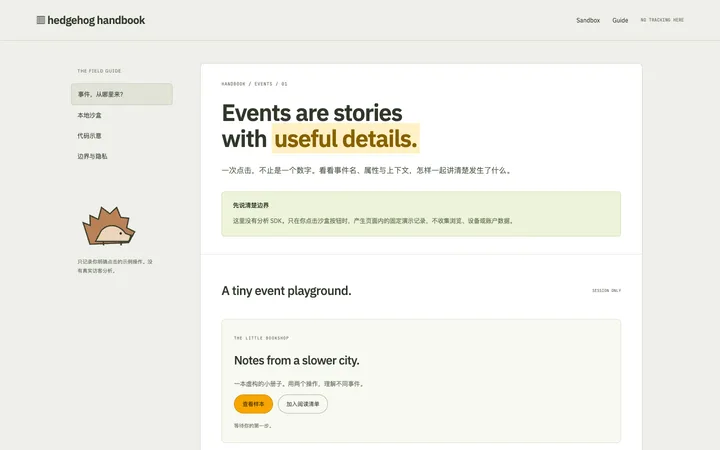 hedgehog handbook
Sandbox
Guide
NO TRACKING HERE
THE FIELD GUIDE
事件，从哪里来？
本地沙盒
代码示意
边界与隐私
只记录你明确点击的示例操作。没
有真实访客分析。
HANDBOOK / EVENTS / 01
Events are stories
with useful details.
一次点击，不止是一个数字。看看事件名、属性与上下文，怎样一起讲清楚发生了什么。
先说清楚边界
这里没有分析 SDK。只在你点击沙盒按钮时，产生页面内的固定演示记录，不收集浏览、设备或账户数据。
A tiny event playground.
SESSION ONLY
THE LITTLE BOOKSHOP
Notes from a slower city.
一本虚构的小册子。用两个操作，理解不同事件。
查看样本
加入阅读清单
等待你的第一步。